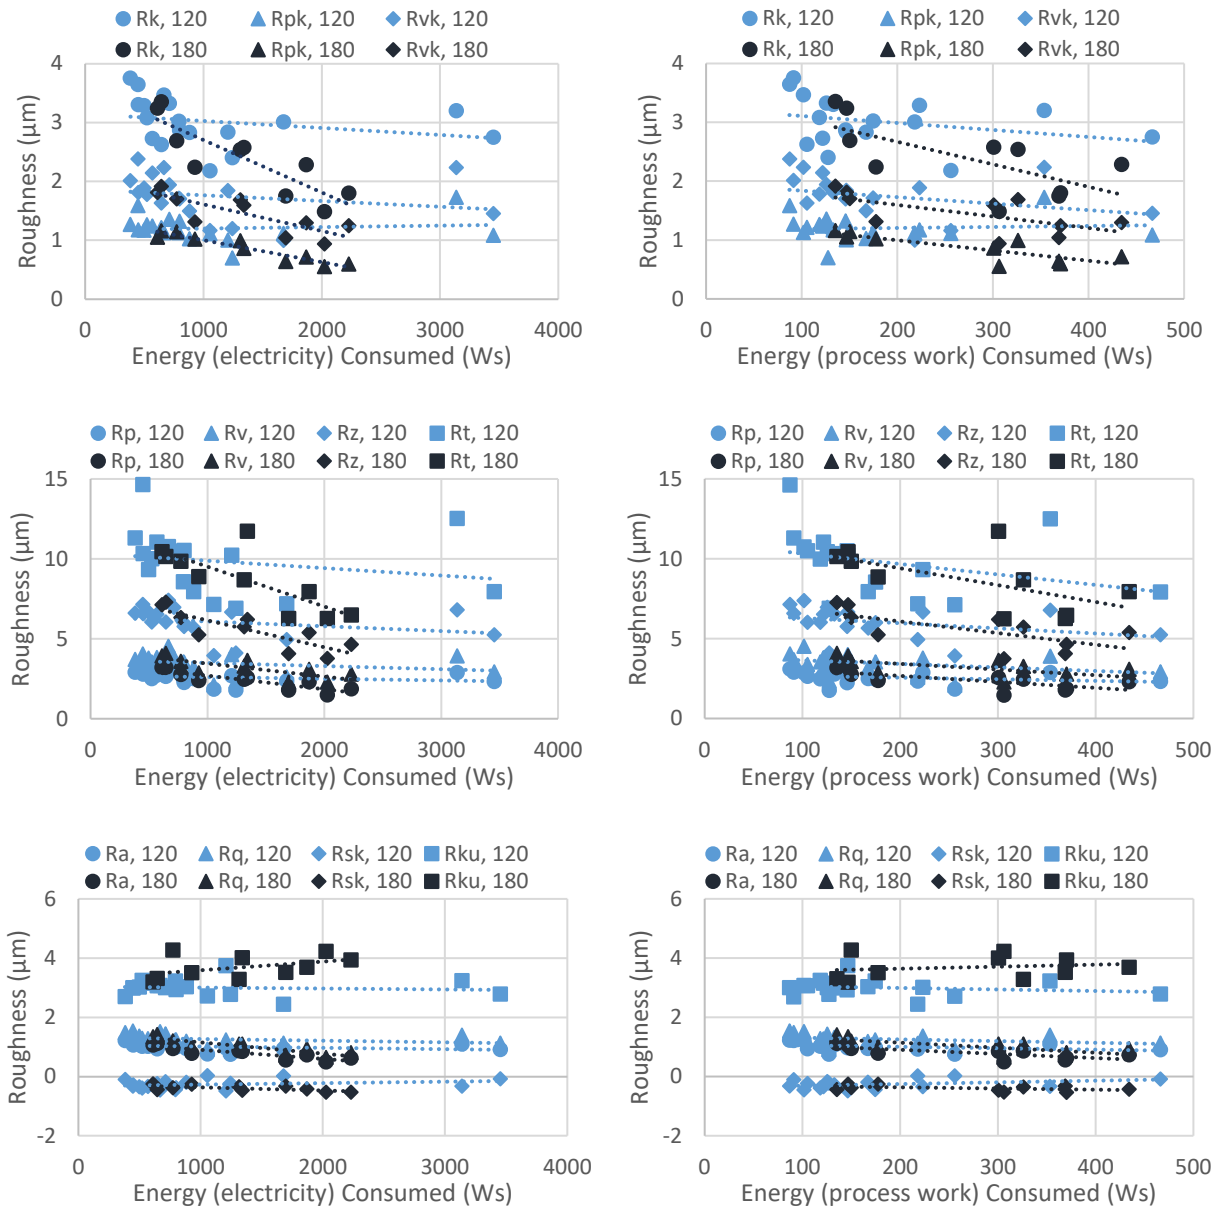 Rk, 120 Rpk, 120 Rvk, 120
Rk, 180 Rpk, 180 Rvk, 180
4
3
2
1
0
Roughness (μm)
0 1000 2000 3000 4000
Energy (electricity) Consumed (Ws)
Rk, 120 Rpk, 120 Rvk, 120
Rk, 180 Rpk, 180 Rvk, 180
4
3
2
1
0
Roughness (μm)
0 100 200 300 400 500
Energy (process work) Consumed (Ws)
Rp, 120 Rv, 120 Rz, 120 Rt, 120
Rp, 180 Rv, 180 Rz, 180 Rt, 180
15
10
5
0
Roughness (μm)
0 1000 2000 3000 4000
Energy (electricity) Consumed (Ws)
Rp, 120 Rv, 120 Rz, 120 Rt, 120
Rp, 180 Rv, 180 Rz, 180 Rt, 180
15
10
5
0
Roughness (μm)
0 100 200 300 400 500
Energy (process work) Consumed (Ws)
Ra, 120 Rq, 120 Rsk, 120 Rku, 120
Ra, 180 Rq, 180 Rsk, 180 Rku, 180
6
4
2
0
-2
Roughness (μm)
0 1000 2000 3000 4000
Energy (electricity) Consumed (Ws)
Ra, 120 Rq, 120 Rsk, 120 Rku, 120
Ra, 180 Rq, 180 Rsk, 180 Rku, 180
6
4
2
0
-2
Roughness (μm)
0 100 200 300 400 500
Energy (process work) Consumed (Ws)